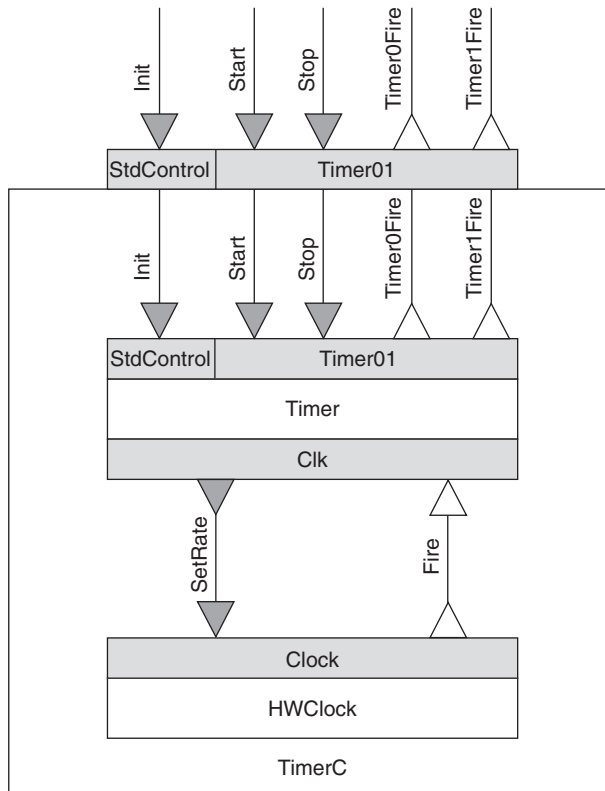 Init
Start
Stop
Timer0Fire
Timer1Fire
StdControl
Timer01
Init
Start
Stop
Timer0Fire
Timer1Fire
StdControl
Timer01
Timer
Clk
SetRate
Fire
Clock
HWClock
TimerC